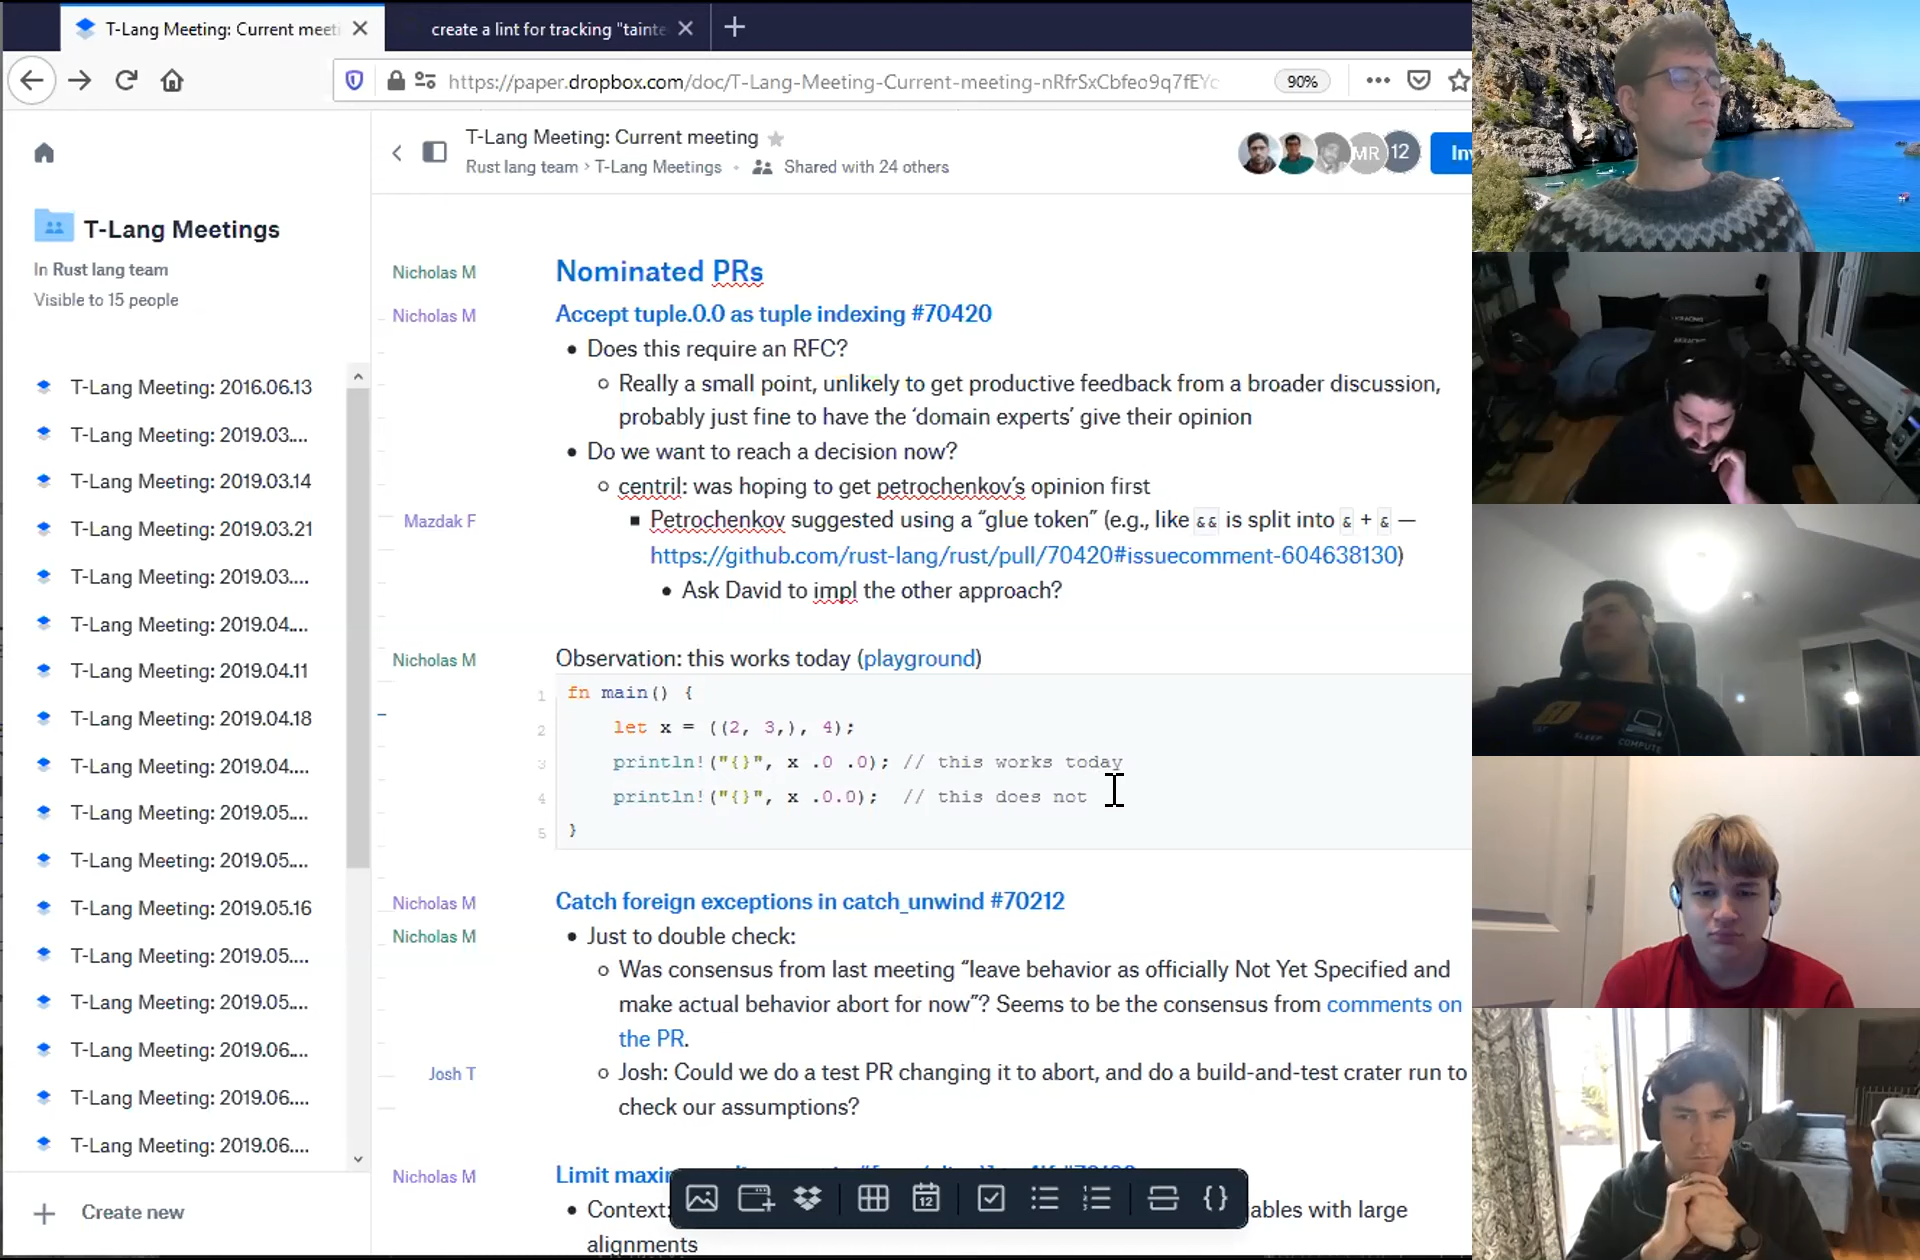 T-Lang Meeting: Current meeti
create a lint for tracking "tainte
https://paper.dropbox.com/doc/T-Lang-Meeting-Current-meeting-nRfrSxCbfeo9q7fEYc
90%
T-Lang Meeting: Current meeting
Rust lang team › T-Lang Meetings • Shared with 24 others
MR 12
Inv
T-Lang Meetings
In Rust lang team
Visible to 15 people
T-Lang Meeting: 2016.06.13
T-Lang Meeting: 2019.03....
T-Lang Meeting: 2019.03.14
T-Lang Meeting: 2019.03.21
T-Lang Meeting: 2019.03....
T-Lang Meeting: 2019.04....
T-Lang Meeting: 2019.04.11
T-Lang Meeting: 2019.04.18
T-Lang Meeting: 2019.04....
T-Lang Meeting: 2019.05....
T-Lang Meeting: 2019.05....
T-Lang Meeting: 2019.05.16
T-Lang Meeting: 2019.05....
T-Lang Meeting: 2019.05....
T-Lang Meeting: 2019.06....
T-Lang Meeting: 2019.06....
T-Lang Meeting: 2019.06....
Create new
Nicholas M
Nominated PRs
Nicholas M
Accept tuple.0.0 as tuple indexing #70420
• Does this require an RFC?
○ Really a small point, unlikely to get productive feedback from a broader discussion,
probably just fine to have the ‘domain experts’ give their opinion
• Do we want to reach a decision now?
○ centril: was hoping to get petrochenkov’s opinion first
Mazdak F
▪ Petrochenkov suggested using a “glue token” (e.g., like && is split into & + & —
https://github.com/rust-lang/rust/pull/70420#issuecomment-604638130)
• Ask David to impl the other approach?
Nicholas M
Observation: this works today (playground)
1 fn main() {
2 let x = ((2, 3,), 4);
3 println!("{}", x .0 .0); // this works today
4 println!("{}", x .0.0); // this does not
5 }
Nicholas M
Catch foreign exceptions in catch_unwind #70212
Nicholas M
• Just to double check:
○ Was consensus from last meeting “leave behavior as officially Not Yet Specified and
make actual behavior abort for now”? Seems to be the consensus from comments on
the PR.
Josh T
○ Josh: Could we do a test PR changing it to abort, and do a build-and-test crater run to
check our assumptions?
Nicholas M
Limit maxim
• Context:
ables with large
alignments
12
AKRACING
EAT
SLEEP
COMPUTE